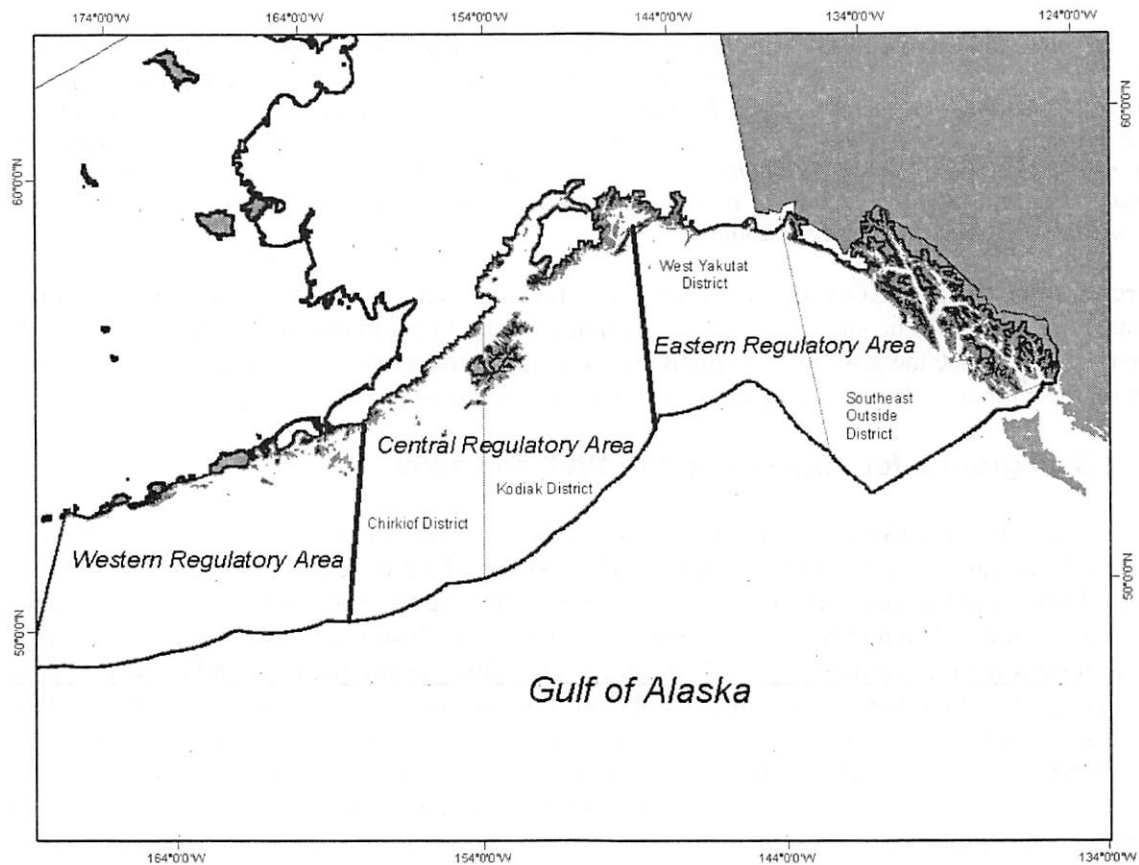 174°0'0"W 164°0'0"W 154°0'0"W 144°0'0"W 134°0'0"W 124°0'0"W
60°0'0"N
60°0'0"N
West Yakutat
District
Eastern Regulatory Area
Southeast
Outside
District
Central Regulatory Area
Kodiak District
Chirkiof District
Western Regulatory Area
50°0'0"N
50°0'0"N
Gulf of Alaska
164°0'0"W 154°0'0"W 144°0'0"W 134°0'0"W